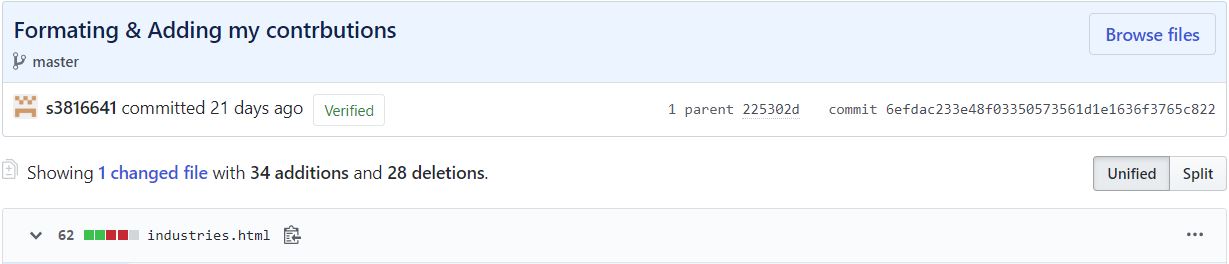 Formating & Adding my contrbutions
Browse files
master
s3816641 committed 21 days ago Verified 1 parent 225302d commit 6efdac233e48f03350573561d1e1636f3765c822
Showing 1 changed file with 34 additions and 28 deletions. Unified Split
62 industries.html